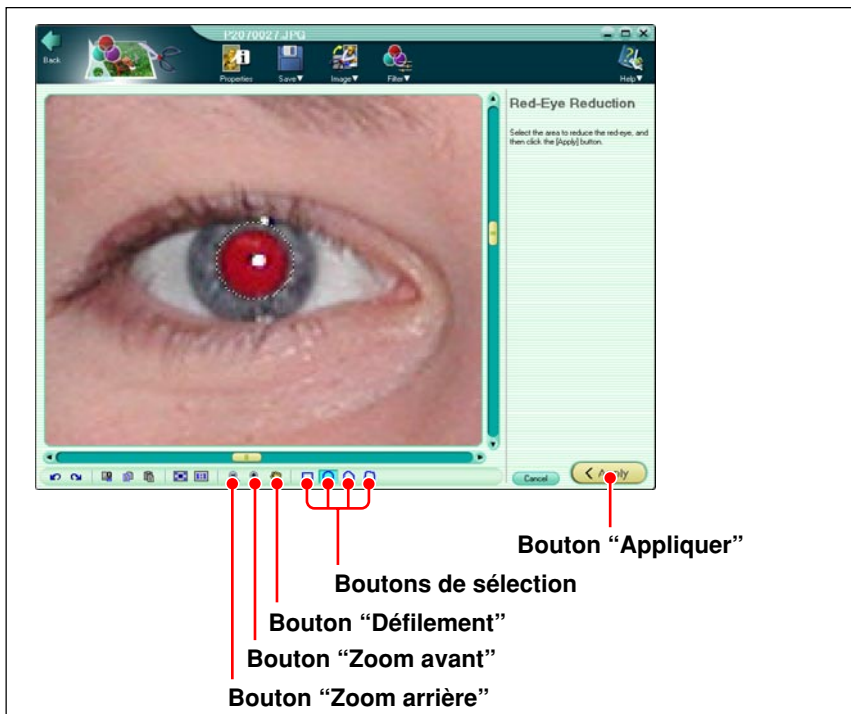 P2070027.JPG
Back
Properties
Save▼
Image▼
Filter▼
Help▼
Red-Eye Reduction
Select the area to reduce the red-eye, and
then click the [Apply] button.
Cancel
< Apply
Bouton “Appliquer”
Boutons de sélection
Bouton “Défilement”
Bouton “Zoom avant”
Bouton “Zoom arrière”